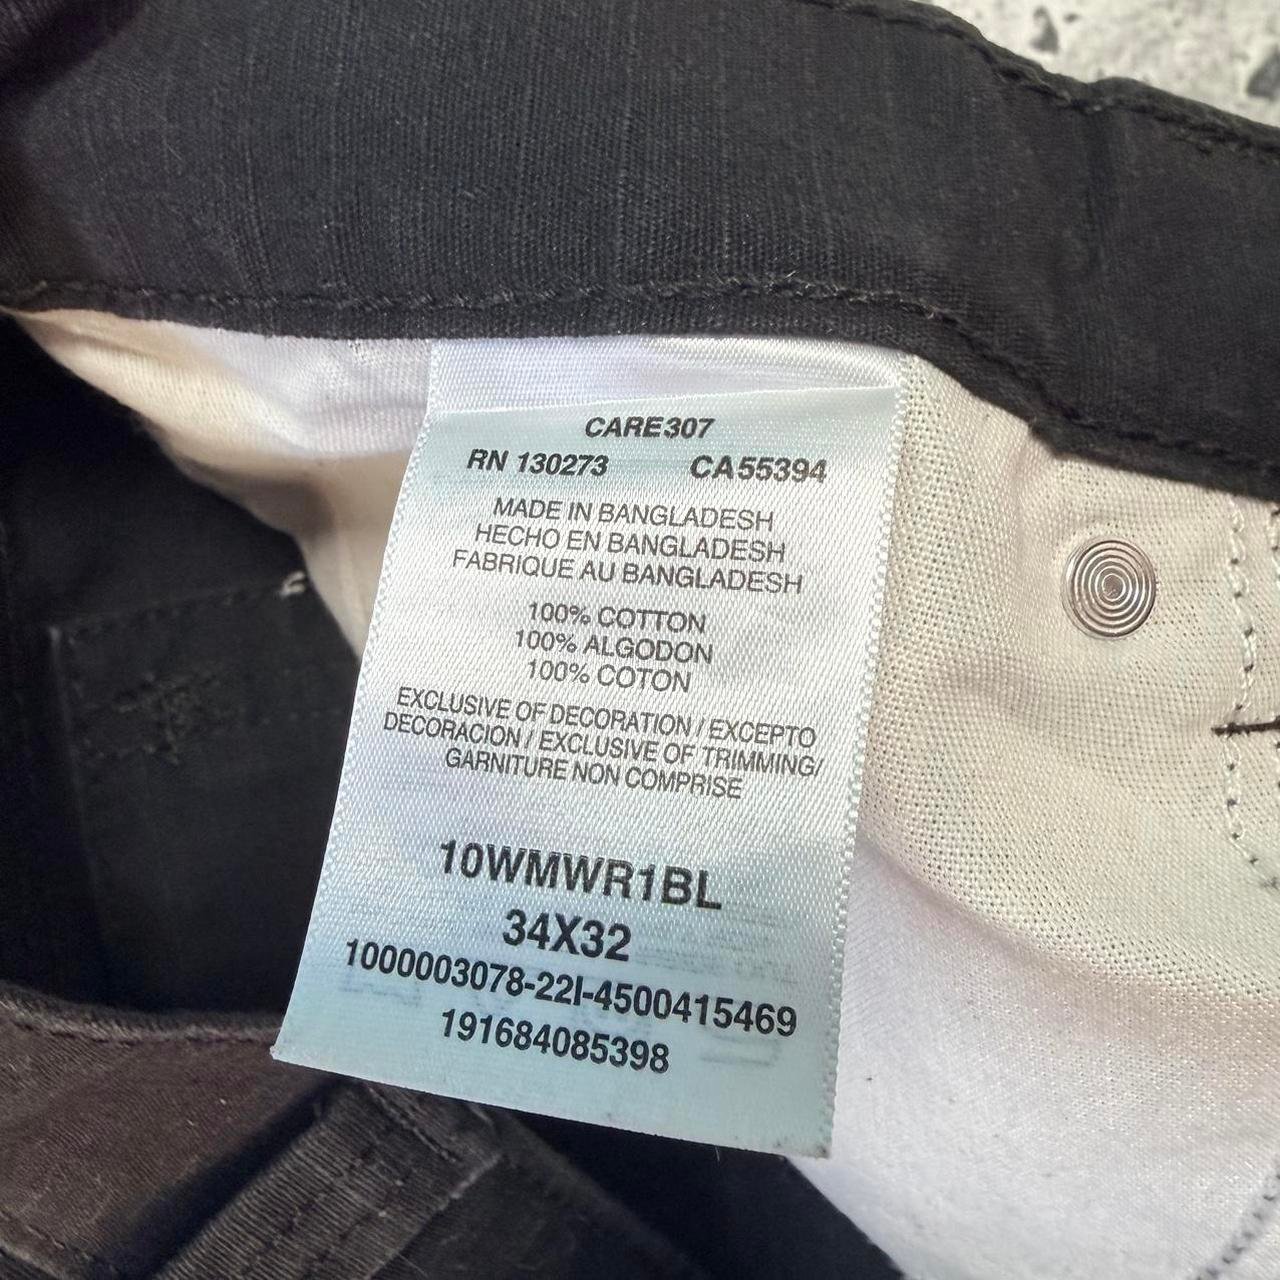 CARE307
RN 130273 CA55394
MADE IN BANGLADESH
HECHO EN BANGLADESH
FABRIQUE AU BANGLADESH
100% COTTON
100% ALGODON
100% COTON
EXCLUSIVE OF DECORATION / EXCEPTO
DECORACION / EXCLUSIVE OF TRIMMING/
GARNITURE NON COMPRISE
10WMWR1BL
34X32
1000003078-22I-4500415469
191684085398